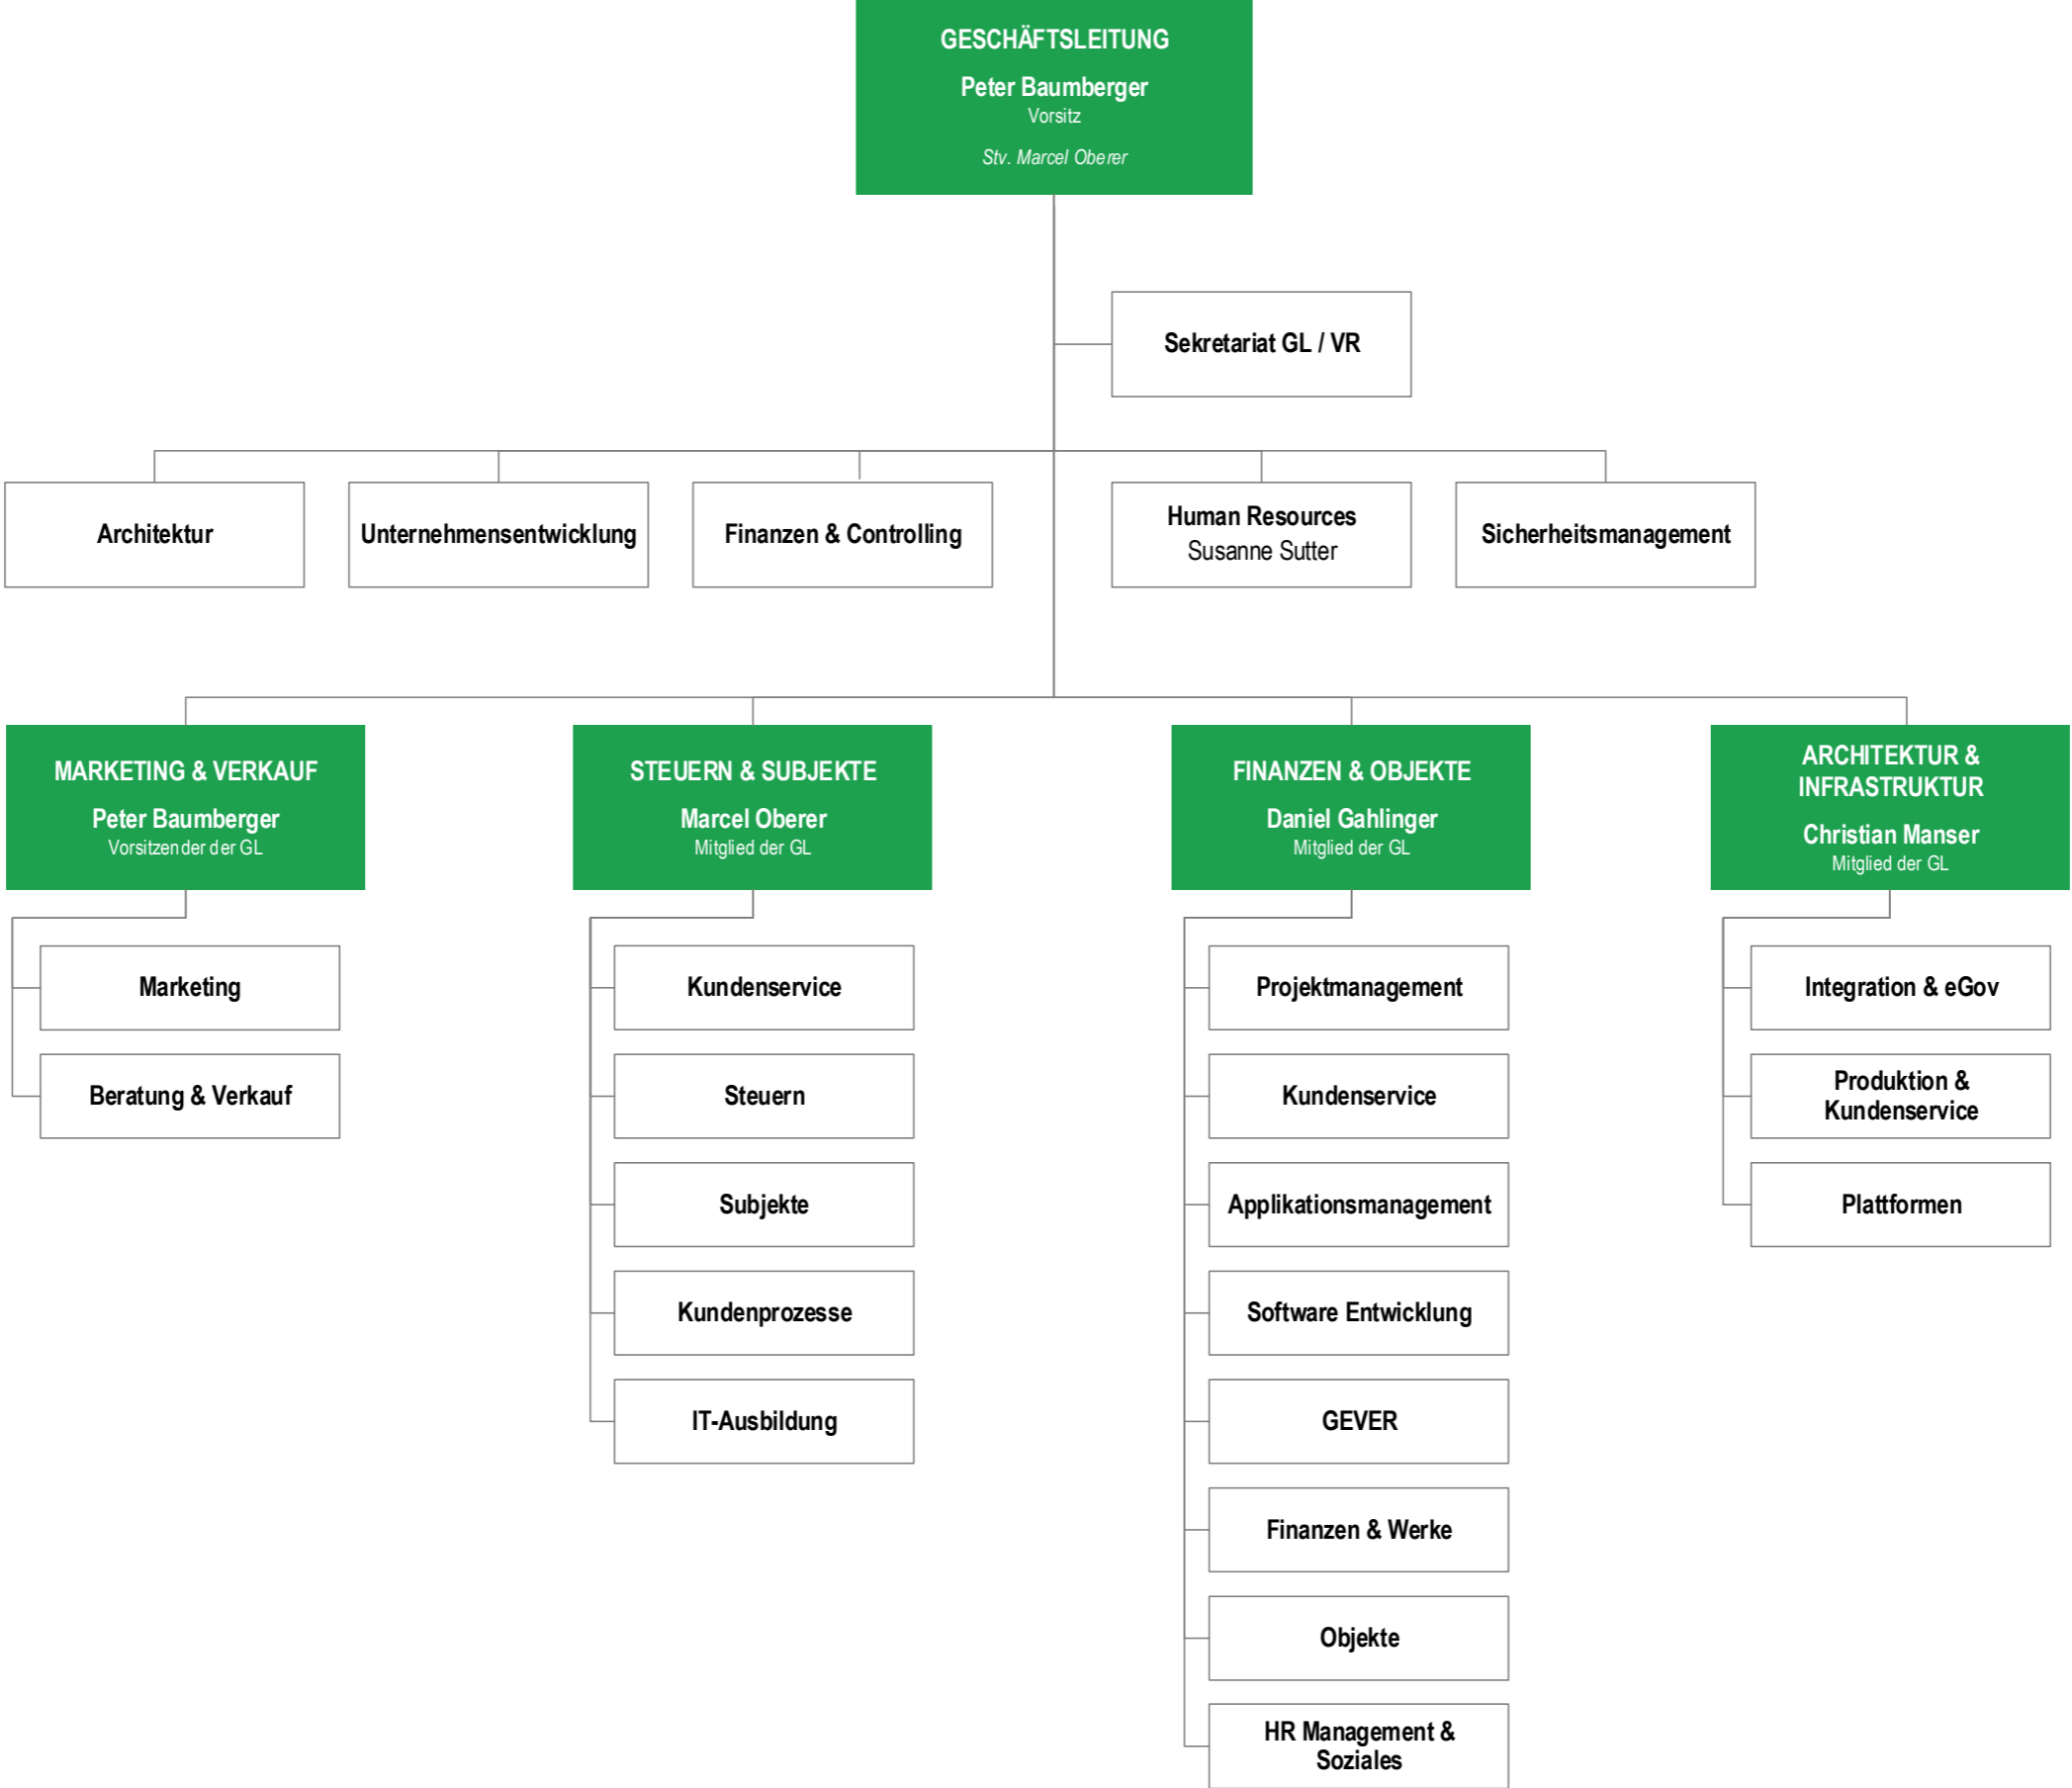 GESCHÄFTSLEITUNG
Peter Baumberger
Vorsitz
Stv. Marcel Oberer
Sekretariat GL / VR
Architektur
Unternehmensentwicklung
Finanzen & Controlling
Human Resources
Susanne Sutter
Sicherheitsmanagement
MARKETING & VERKAUF
Peter Baumberger
Vorsitzender der GL
Marketing
Beratung & Verkauf
STEUERN & SUBJEKTE
Marcel Oberer
Mitglied der GL
Kundenservice
Steuern
Subjekte
Kundenprozesse
IT-Ausbildung
FINANZEN & OBJEKTE
Daniel Gahlinger
Mitglied der GL
Projektmanagement
Kundenservice
Applikationsmanagement
Software Entwicklung
GEVER
Finanzen & Werke
Objekte
HR Management &
Soziales
ARCHITEKTUR &
INFRASTRUKTUR
Christian Manser
Mitglied der GL
Integration & eGov
Produktion &
Kundenservice
Plattformen